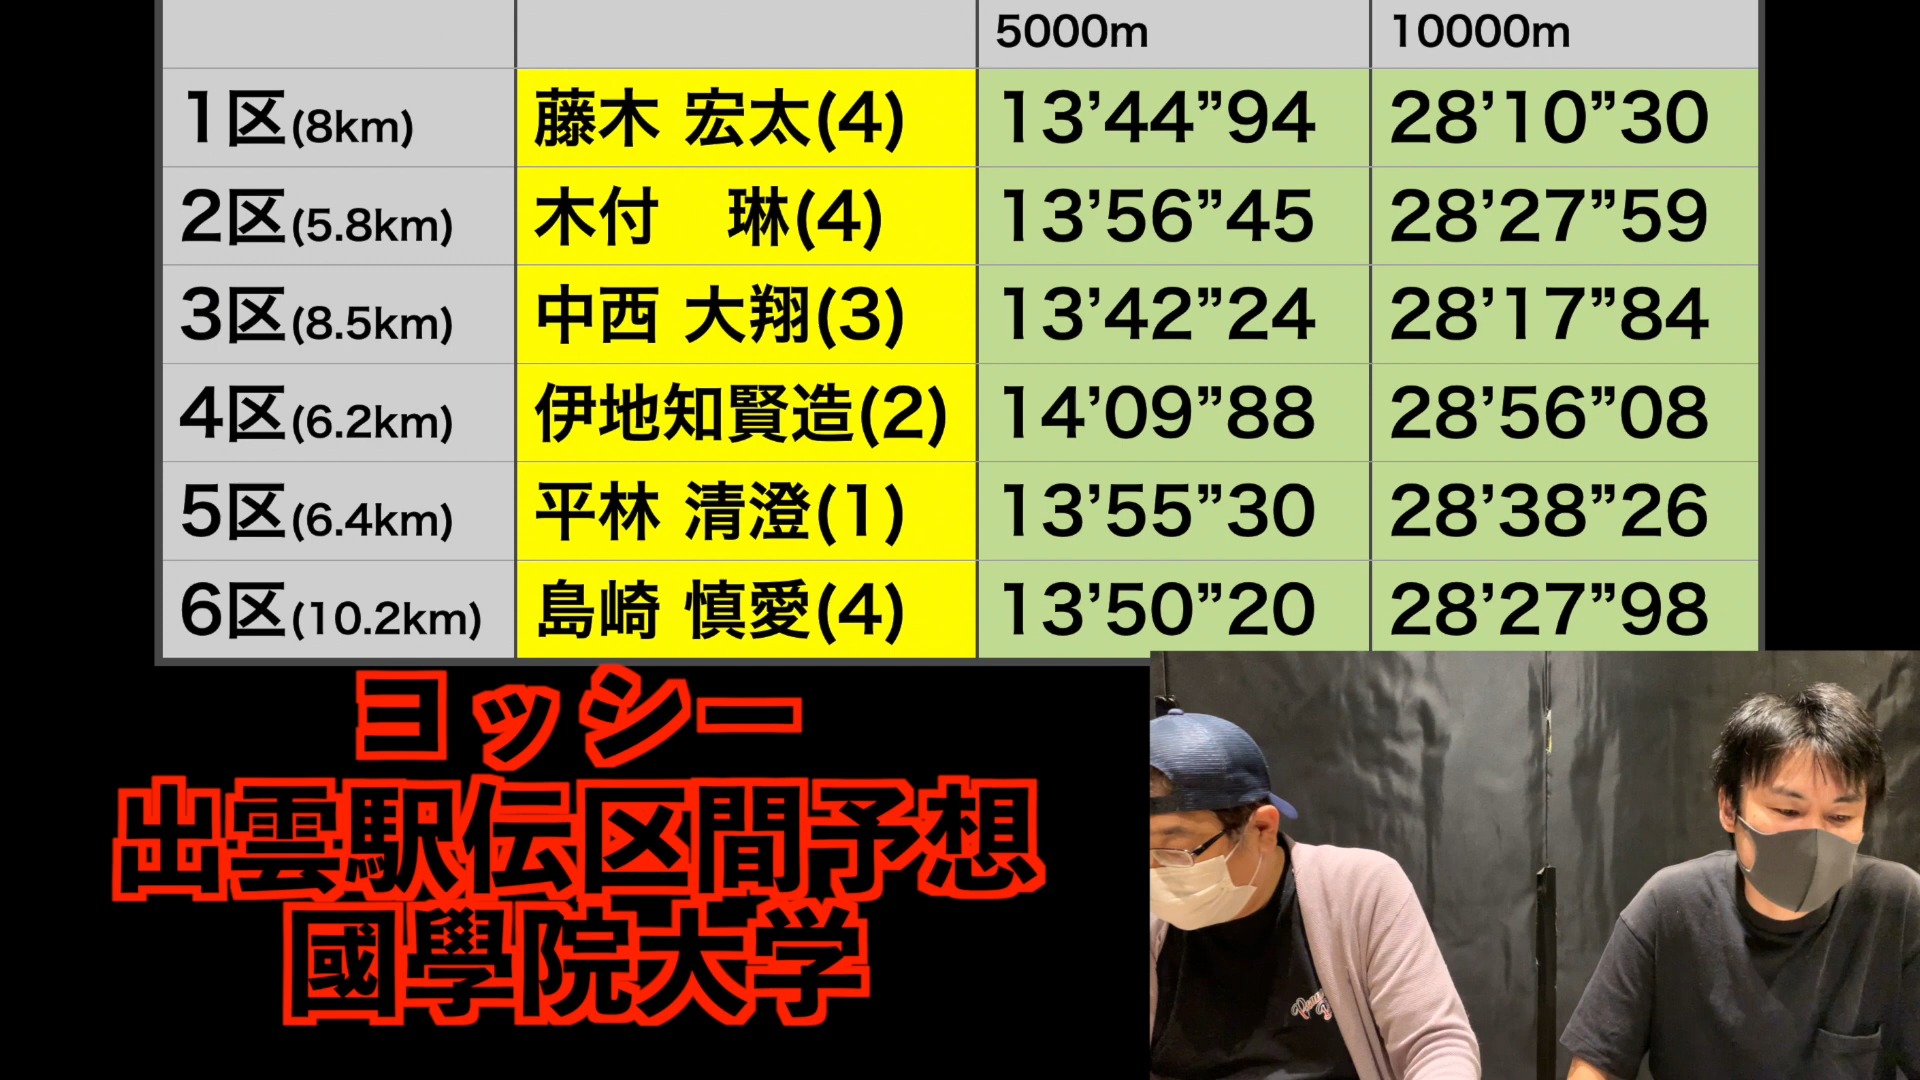 5000m 10000m
1区(8km) 藤木 宏太(4) 13’44”94 28’10”30
2区(5.8km) 木付　琳(4) 13’56”45 28’27”59
3区(8.5km) 中西 大翔(3) 13’42”24 28’17”84
4区(6.2km) 伊地知賢造(2) 14’09”88 28’56”08
5区(6.4km) 平林 清澄(1) 13’55”30 28’38”26
6区(10.2km) 島崎 慎愛(4) 13’50”20 28’27”98
ヨッシー
出雲駅伝区間予想
國學院大学